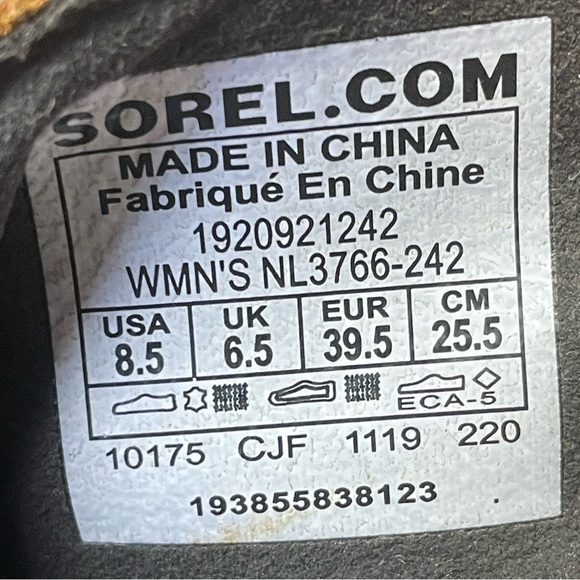 SOREL.COM
MADE IN CHINA
Fabriqué En Chine
1920921242
WMN'S NL3766-242
USA UK EUR CM
8.5 6.5 39.5 25.5
ECA-5
10175 CJF 1119 220
193855838123 .